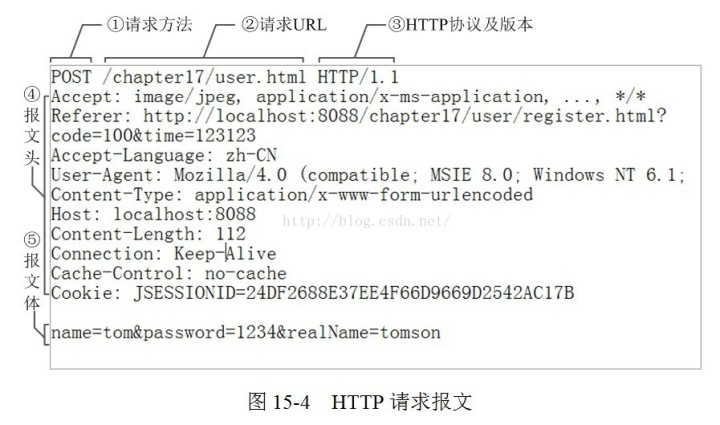 ①请求方法 ②请求URL ③HTTP协议及版本
POST /chapter17/user.html HTTP/1.1
④报文头
Accept: image/jpeg, application/x-ms-application, ..., */*
Referer: http://localhost:8088/chapter17/user/register.html?
code=100&time=123123
Accept-Language: zh-CN
User-Agent: Mozilla/4.0 (compatible; MSIE 8.0; Windows NT 6.1;
Content-Type: application/x-www-form-urlencoded
Host: localhost:8088
http://blog.csdn.net/
Content-Length: 112
Connection: Keep-Alive
Cache-Control: no-cache
Cookie: JSESSIONID=24DF2688E37EE4F66D9669D2542AC17B
⑤报文体
name=tom&password=1234&realName=tomson
图 15-4 HTTP 请求报文